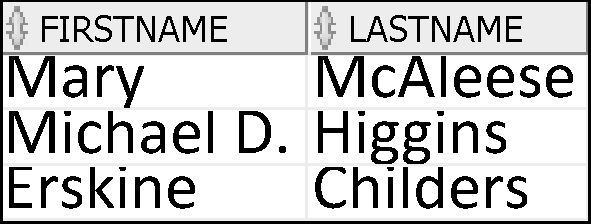 FIRSTNAME LASTNAME
Mary McAleese
Michael D. Higgins
Erskine Childers